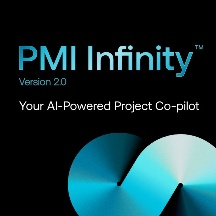 PMI Infinity™
Version 2.0
Your AI-Powered Project Co-pilot